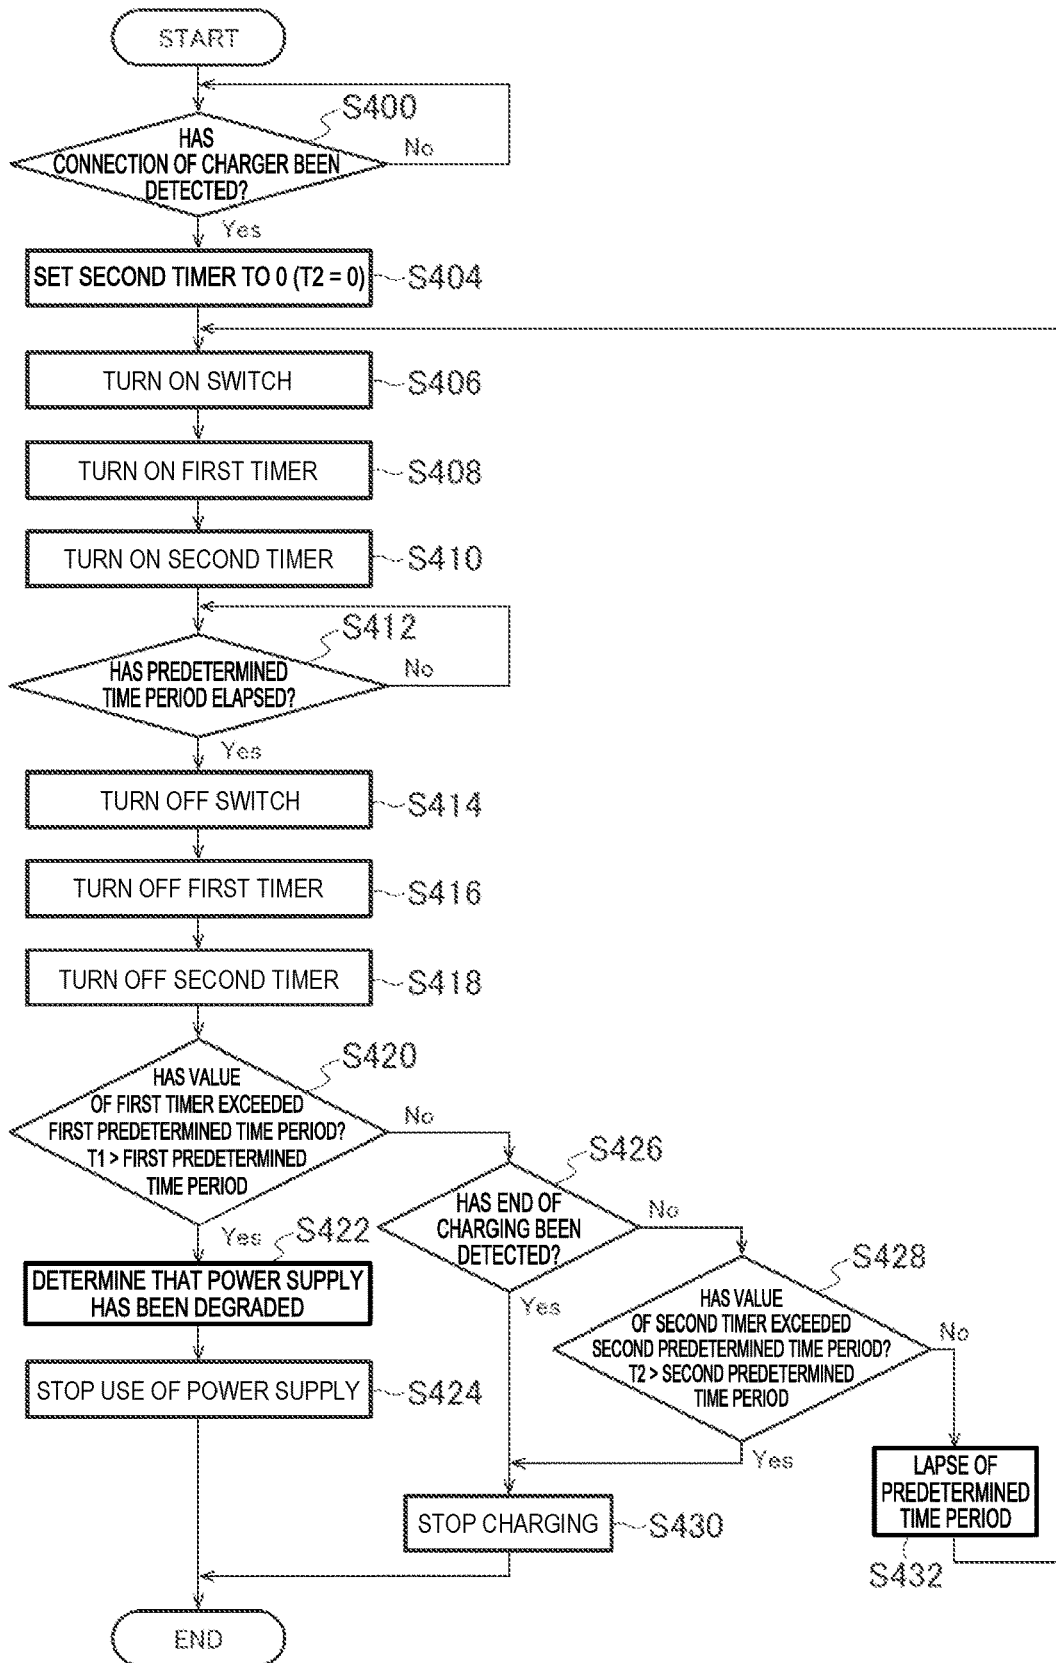 START
S400
HAS
CONNECTION OF CHARGER BEEN
DETECTED?
No
Yes
SET SECOND TIMER TO 0 (T2 = 0)
S404
TURN ON SWITCH
S406
TURN ON FIRST TIMER
S408
TURN ON SECOND TIMER
S410
S412
HAS PREDETERMINED
TIME PERIOD ELAPSED?
No
Yes
TURN OFF SWITCH
S414
TURN OFF FIRST TIMER
S416
TURN OFF SECOND TIMER
S418
S420
HAS VALUE
OF FIRST TIMER EXCEEDED
FIRST PREDETERMINED TIME PERIOD?
T1 > FIRST PREDETERMINED
TIME PERIOD
No
Yes
S422
DETERMINE THAT POWER SUPPLY
HAS BEEN DEGRADED
STOP USE OF POWER SUPPLY
S424
S426
HAS END OF
CHARGING BEEN
DETECTED?
No
Yes
S428
HAS VALUE
OF SECOND TIMER EXCEEDED
SECOND PREDETERMINED TIME PERIOD?
T2 > SECOND PREDETERMINED
TIME PERIOD
No
Yes
LAPSE OF
PREDETERMINED
TIME PERIOD
S432
STOP CHARGING
S430
END